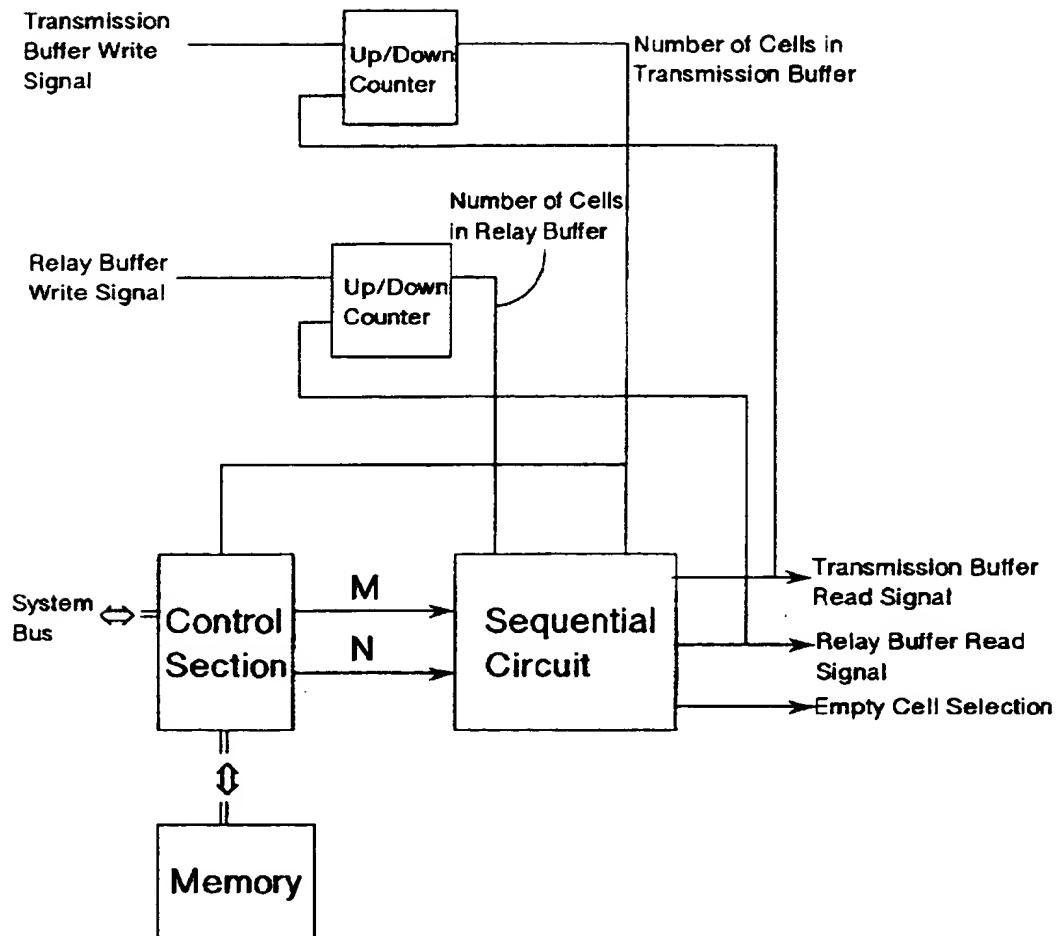 Transmission
Buffer Write
Signal
Up/Down
Counter
Number of Cells in
Transmission Buffer
Number of Cells
in Relay Buffer
Relay Buffer
Write Signal
Up/Down
Counter
System
Bus
Control
Section
M
N
Sequential
Circuit
Transmission Buffer
Read Signal
Relay Buffer Read
Signal
Empty Cell Selection
Memory